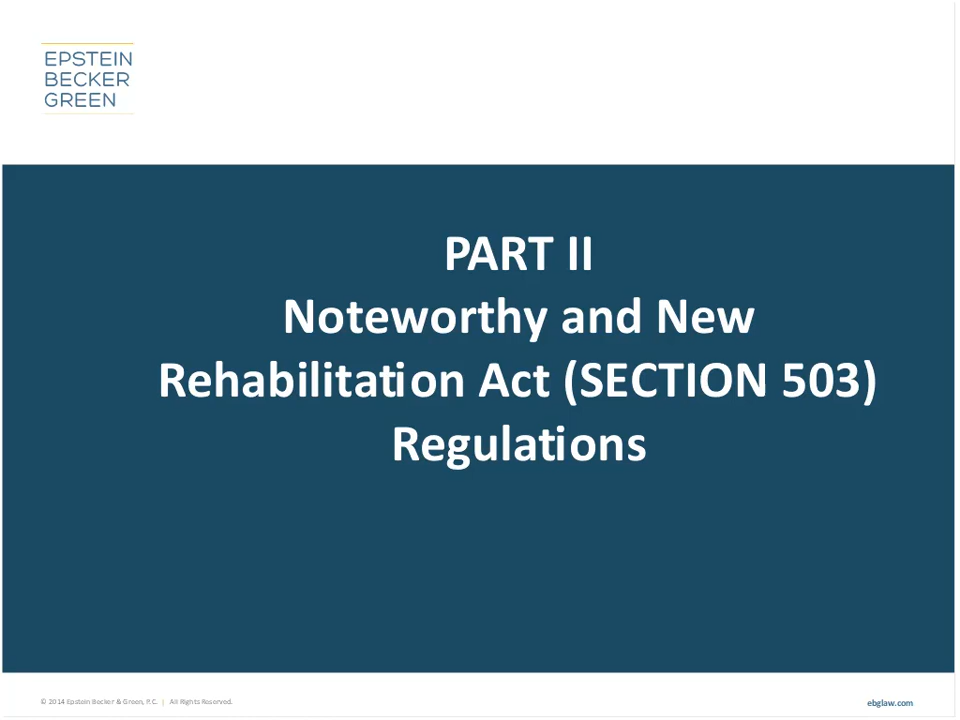 EPSTEIN
BECKER
GREEN
PART II
Noteworthy and New
Rehabilitation Act (SECTION 503)
Regulations
© 2014 Epstein Becker & Green, P.C. | All Rights Reserved.
ebglaw.com